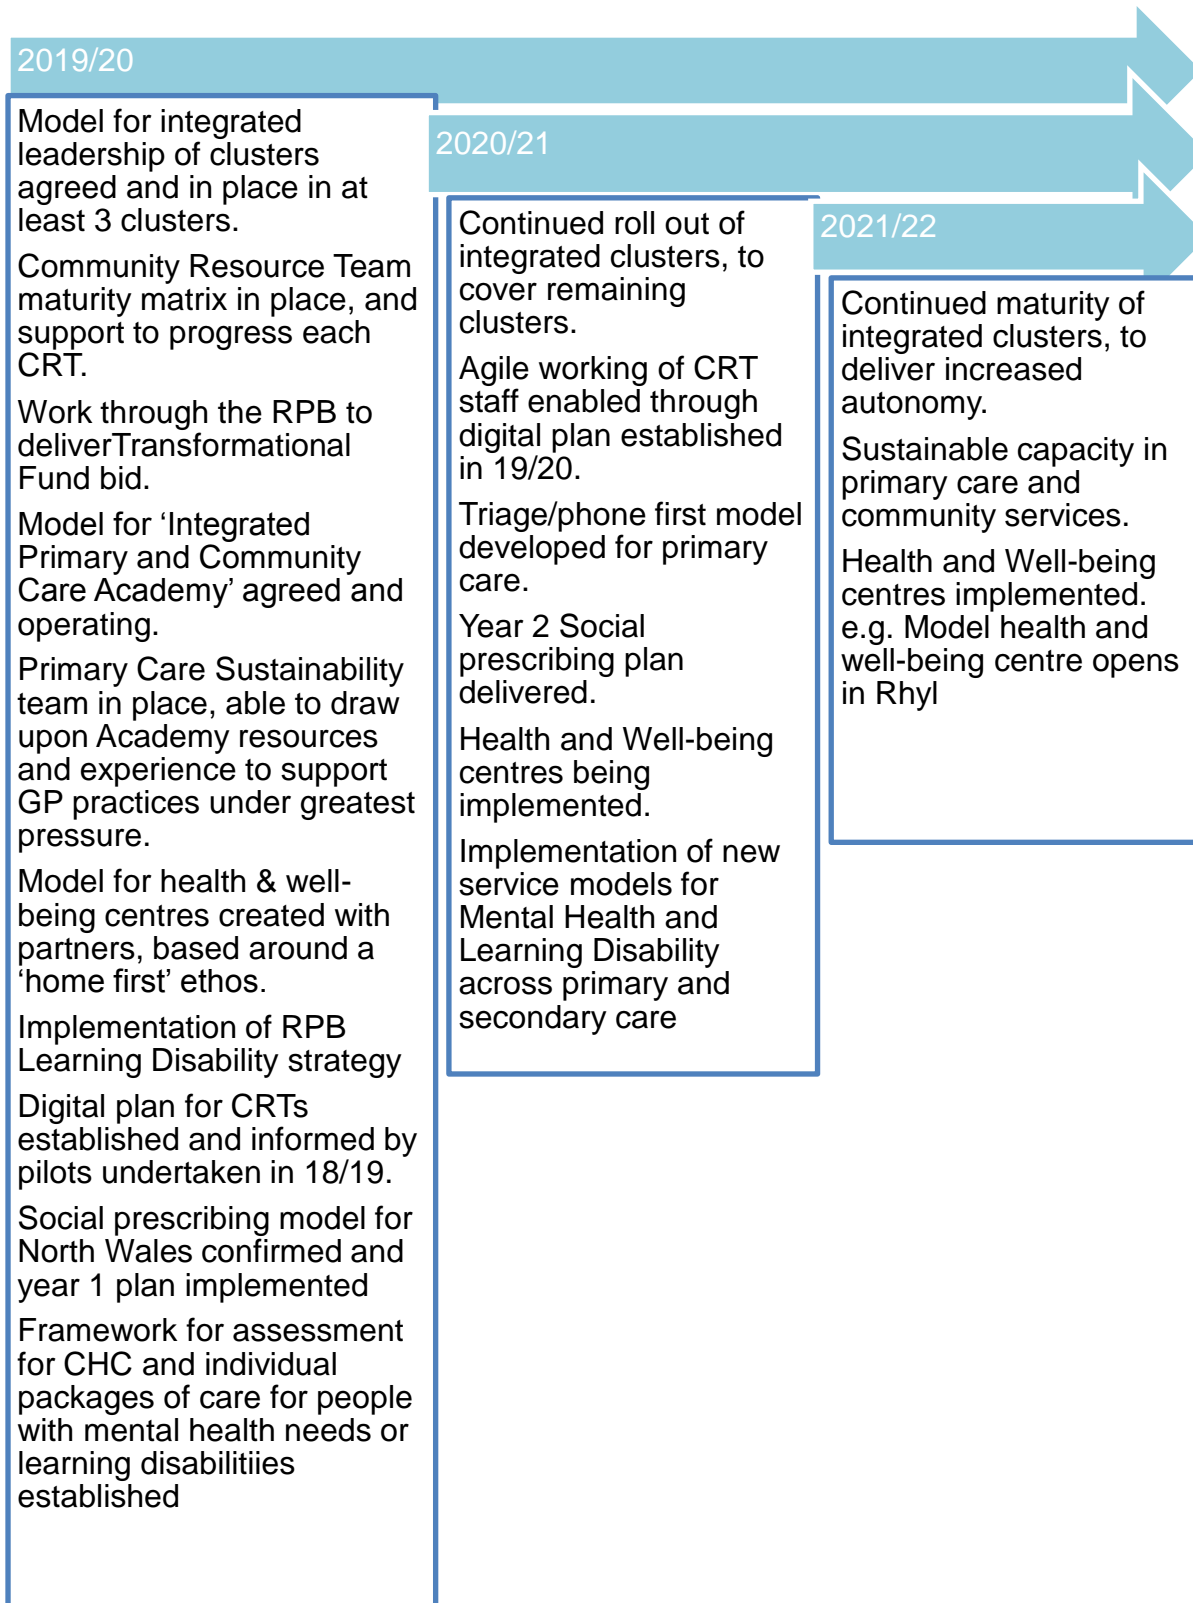 2019/20
Model for integrated
leadership of clusters
agreed and in place in at
least 3 clusters.
Community Resource Team
maturity matrix in place, and
support to progress each
CRT.
Work through the RPB to
deliverTransformational
Fund bid.
Model for ‘Integrated
Primary and Community
Care Academy’ agreed and
operating.
Primary Care Sustainability
team in place, able to draw
upon Academy resources
and experience to support
GP practices under greatest
pressure.
Model for health & well-
being centres created with
partners, based around a
‘home first’ ethos.
Implementation of RPB
Learning Disability strategy
Digital plan for CRTs
established and informed by
pilots undertaken in 18/19.
Social prescribing model for
North Wales confirmed and
year 1 plan implemented
Framework for assessment
for CHC and individual
packages of care for people
with mental health needs or
learning disabilitiies
established
2020/21
Continued roll out of
integrated clusters, to
cover remaining
clusters.
Agile working of CRT
staff enabled through
digital plan established
in 19/20.
Triage/phone first model
developed for primary
care.
Year 2 Social
prescribing plan
delivered.
Health and Well-being
centres being
implemented.
Implementation of new
service models for
Mental Health and
Learning Disability
across primary and
secondary care
2021/22
Continued maturity of
integrated clusters, to
deliver increased
autonomy.
Sustainable capacity in
primary care and
community services.
Health and Well-being
centres implemented.
e.g. Model health and
well-being centre opens
in Rhyl